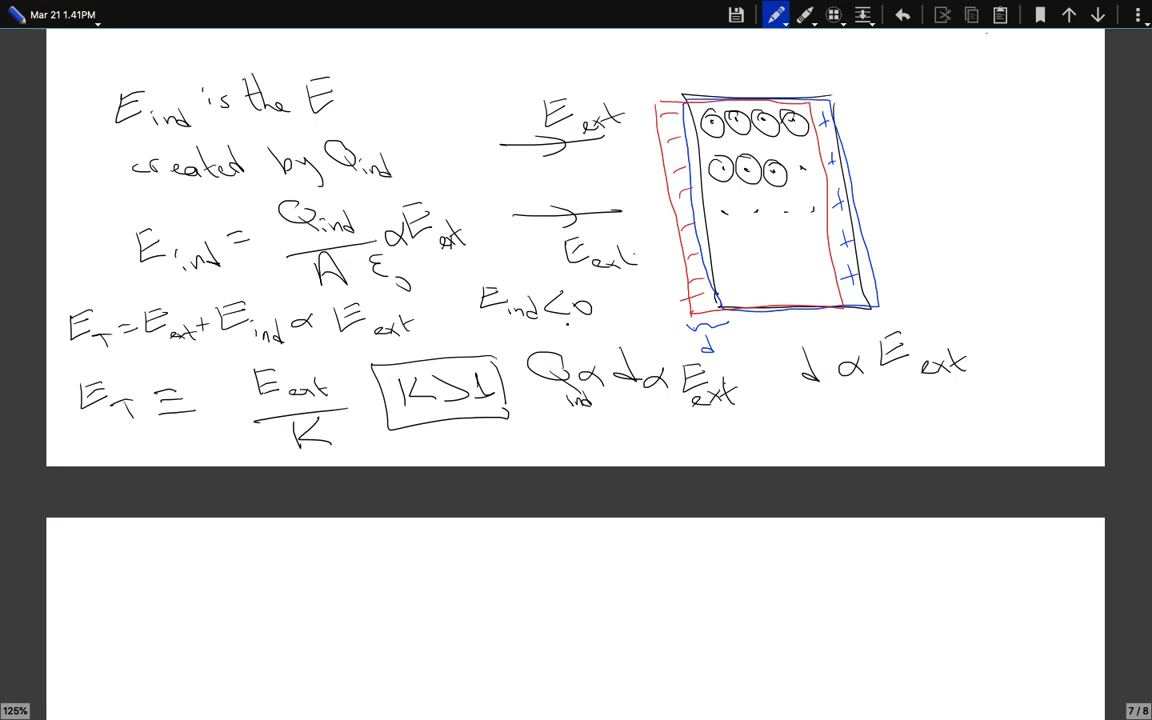 Mar 21 1.41PM
E_ind is the E
created by Q_ind
E_ind = Q_ind / (A ε_0) ∝ E_ext
E_T = E_ext + E_ind ∝ E_ext
E_T ≡ E_ext / K
K > 1
E_ext
E_ext
E_ind < 0
- - - - - - - -
+ + + + +
d
Q_ind ∝ d ∝ E_ext
d ∝ E_ext
125%
7 / 8